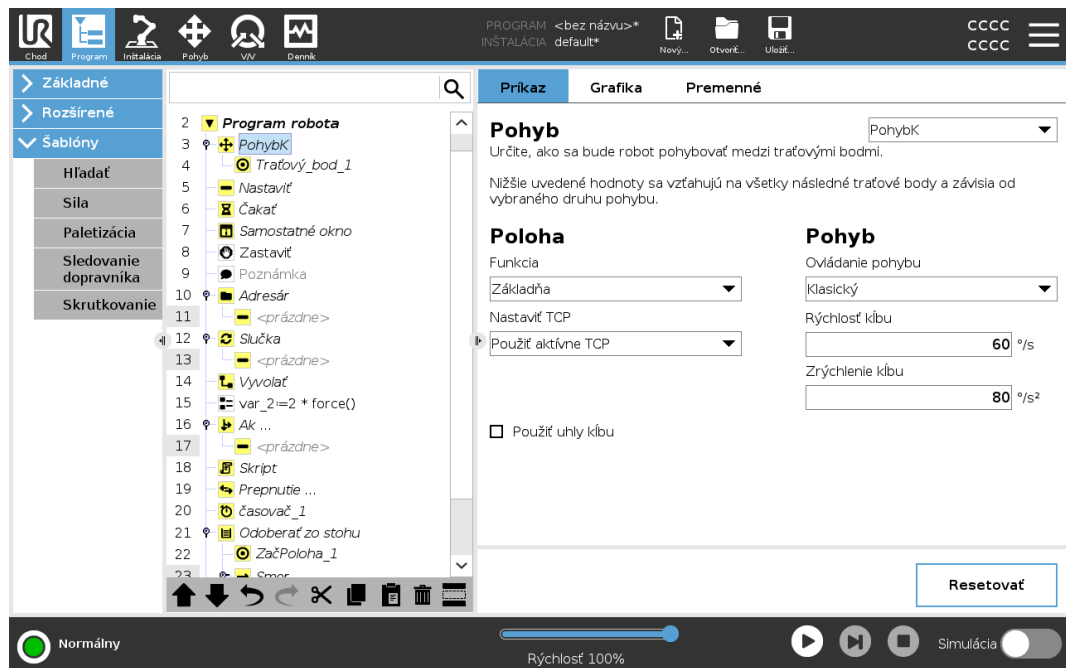 PROGRAM <bez názvu>*
INŠTALÁCIA default*
UR
Chod
Program
Inštalácia
Pohyb
V/V
Denník
Nový...
Otvoriť...
Uložiť...
CCCC
CCCC
Základné
Rozšírené
Šablóny
Hľadať
Sila
Paletizácia
Sledovanie
dopravníka
Skrutkovanie
2 Program robota
3 PohybK
4 Traťový_bod_1
5 Nastaviť
6 Čakať
7 Samostatné okno
8 Zastaviť
9 Poznámka
10 Adresár
11 <prázdne>
12 Slučka
13 <prázdne>
14 Vyvolať
15 var_2:=2 * force()
16 Ak ...
17 <prázdne>
18 Skript
19 Prepnutie ...
20 časovač_1
21 Odoberať zo stohu
22 ZačPoloha_1
23 Smer
Príkaz
Grafika
Premenné
Pohyb
PohybK
Určite, ako sa bude robot pohybovať medzi traťovými bodmi.
Nižšie uvedené hodnoty sa vzťahujú na všetky následné traťové body a závisia od
vybraného druhu pohybu.
Poloha
Funkcia
Základňa
Nastaviť TCP
Použiť aktívne TCP
Použiť uhly kĺbu
Pohyb
Ovládanie pohybu
Klasický
Rýchlosť kĺbu
60 °/s
Zrýchlenie kĺbu
80 °/s²
Resetovať
Normálny
Rýchlosť 100%
Simulácia